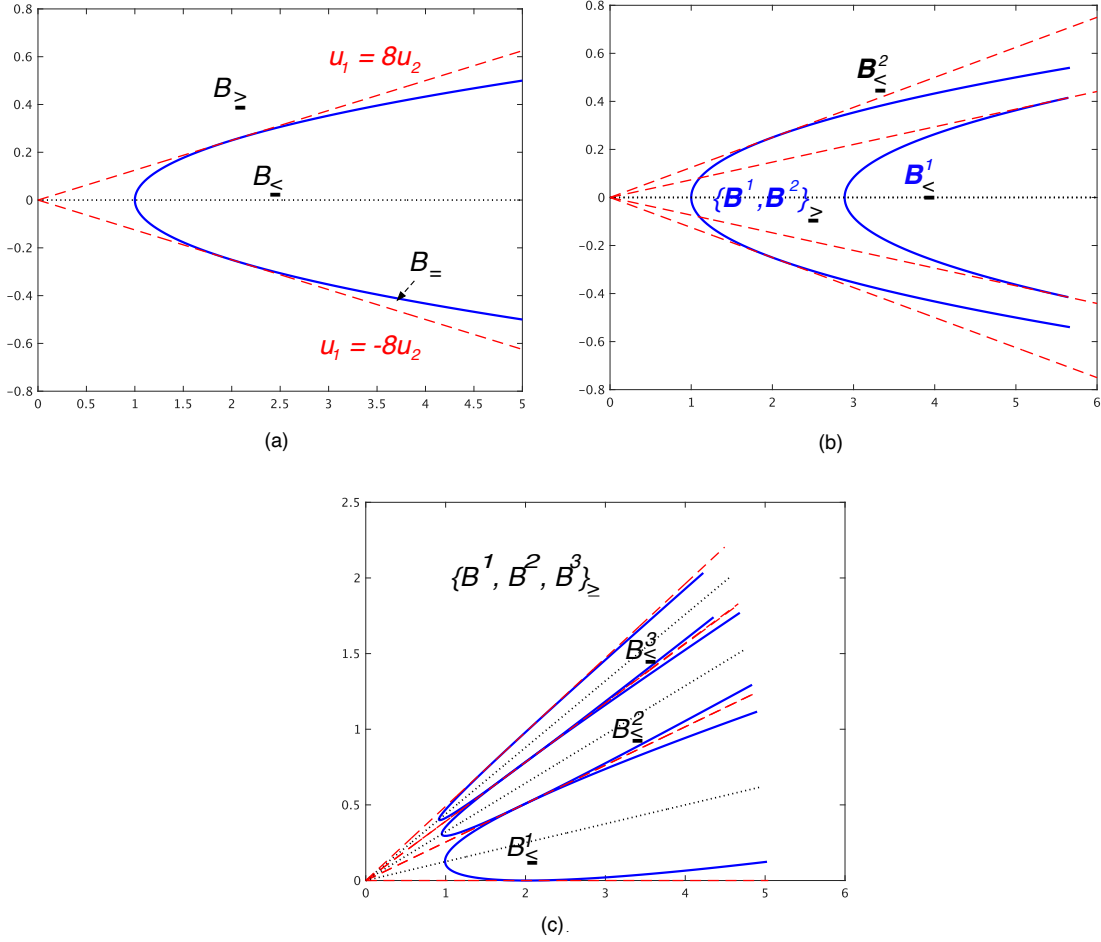 0.8
0.6
0.4
0.2
0
−0.2
−0.4
−0.6
−0.8
0 0.5 1 1.5 2 2.5 3 3.5 4 4.5 5
u₁ = 8u₂
B≥
B≤
B=
u₁ = -8u₂
(a)
0.8
0.6
0.4
0.2
0
−0.2
−0.4
−0.6
−0.8
0 1 2 3 4 5 6
B²≤
B¹≤
{B¹,B²}≥
(b)
2.5
2
1.5
1
0.5
0
0 1 2 3 4 5 6
{B¹, B², B³}≥
B³≤
B²≤
B¹≤
(c).